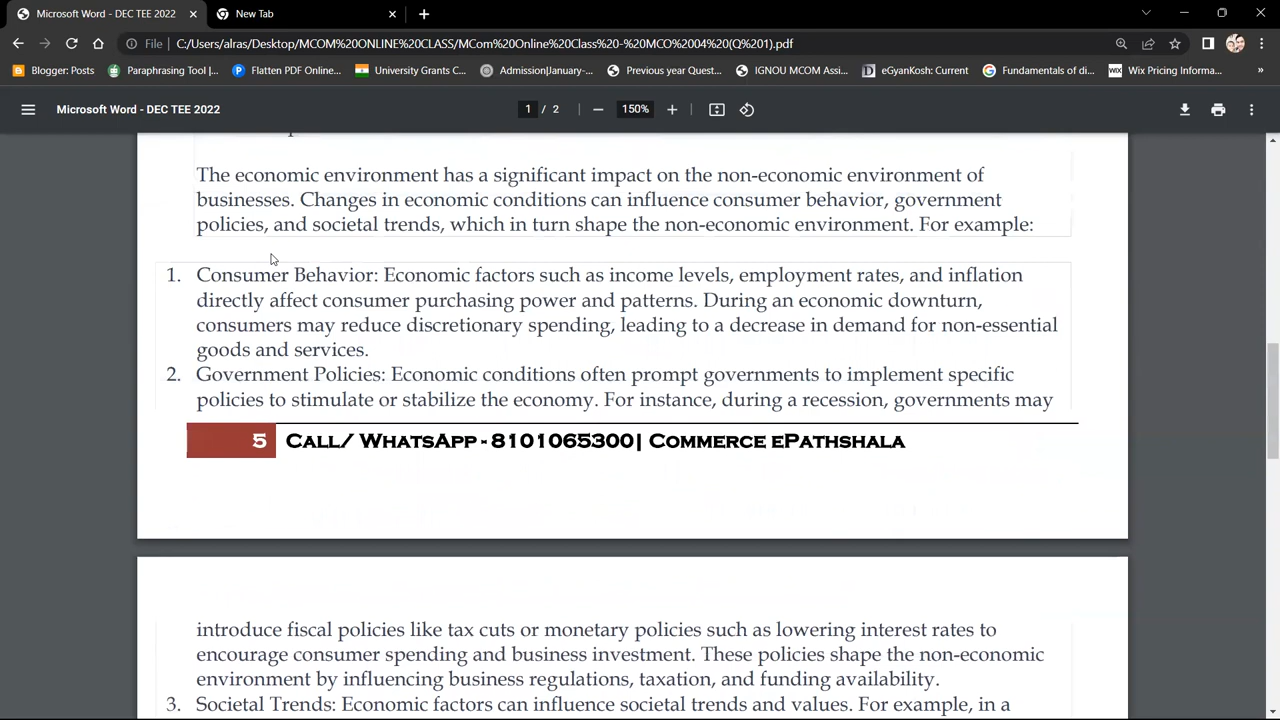 Microsoft Word - DEC TEE 2022
New Tab
File
C:/Users/alras/Desktop/MCOM%20ONLINE%20CLASS/MCom%20Online%20Class%20-%20MCO%2004%20(Q%201).pdf
Blogger: Posts
Paraphrasing Tool |...
Flatten PDF Online...
University Grants C...
Admission|January-...
Previous year Quest...
IGNOU MCOM Assi...
eGyanKosh: Current
Fundamentals of di...
Wix Pricing Informa...
»
Microsoft Word - DEC TEE 2022
1 / 2
150%
The economic environment has a significant impact on the non-economic environment of
businesses. Changes in economic conditions can influence consumer behavior, government
policies, and societal trends, which in turn shape the non-economic environment. For example:
1. Consumer Behavior: Economic factors such as income levels, employment rates, and inflation
directly affect consumer purchasing power and patterns. During an economic downturn,
consumers may reduce discretionary spending, leading to a decrease in demand for non-essential
goods and services.
2. Government Policies: Economic conditions often prompt governments to implement specific
policies to stimulate or stabilize the economy. For instance, during a recession, governments may
5 Call/ WhatsApp - 8101065300| Commerce ePathshala
introduce fiscal policies like tax cuts or monetary policies such as lowering interest rates to
encourage consumer spending and business investment. These policies shape the non-economic
environment by influencing business regulations, taxation, and funding availability.
3. Societal Trends: Economic factors can influence societal trends and values. For example, in a